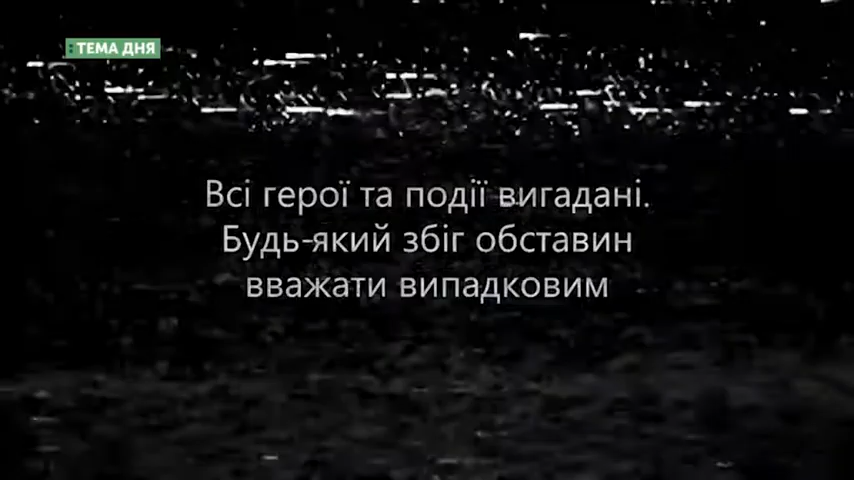 : ТЕМА ДНЯ
Всі герої та події вигадані.
Будь-який збіг обставин
вважати випадковим